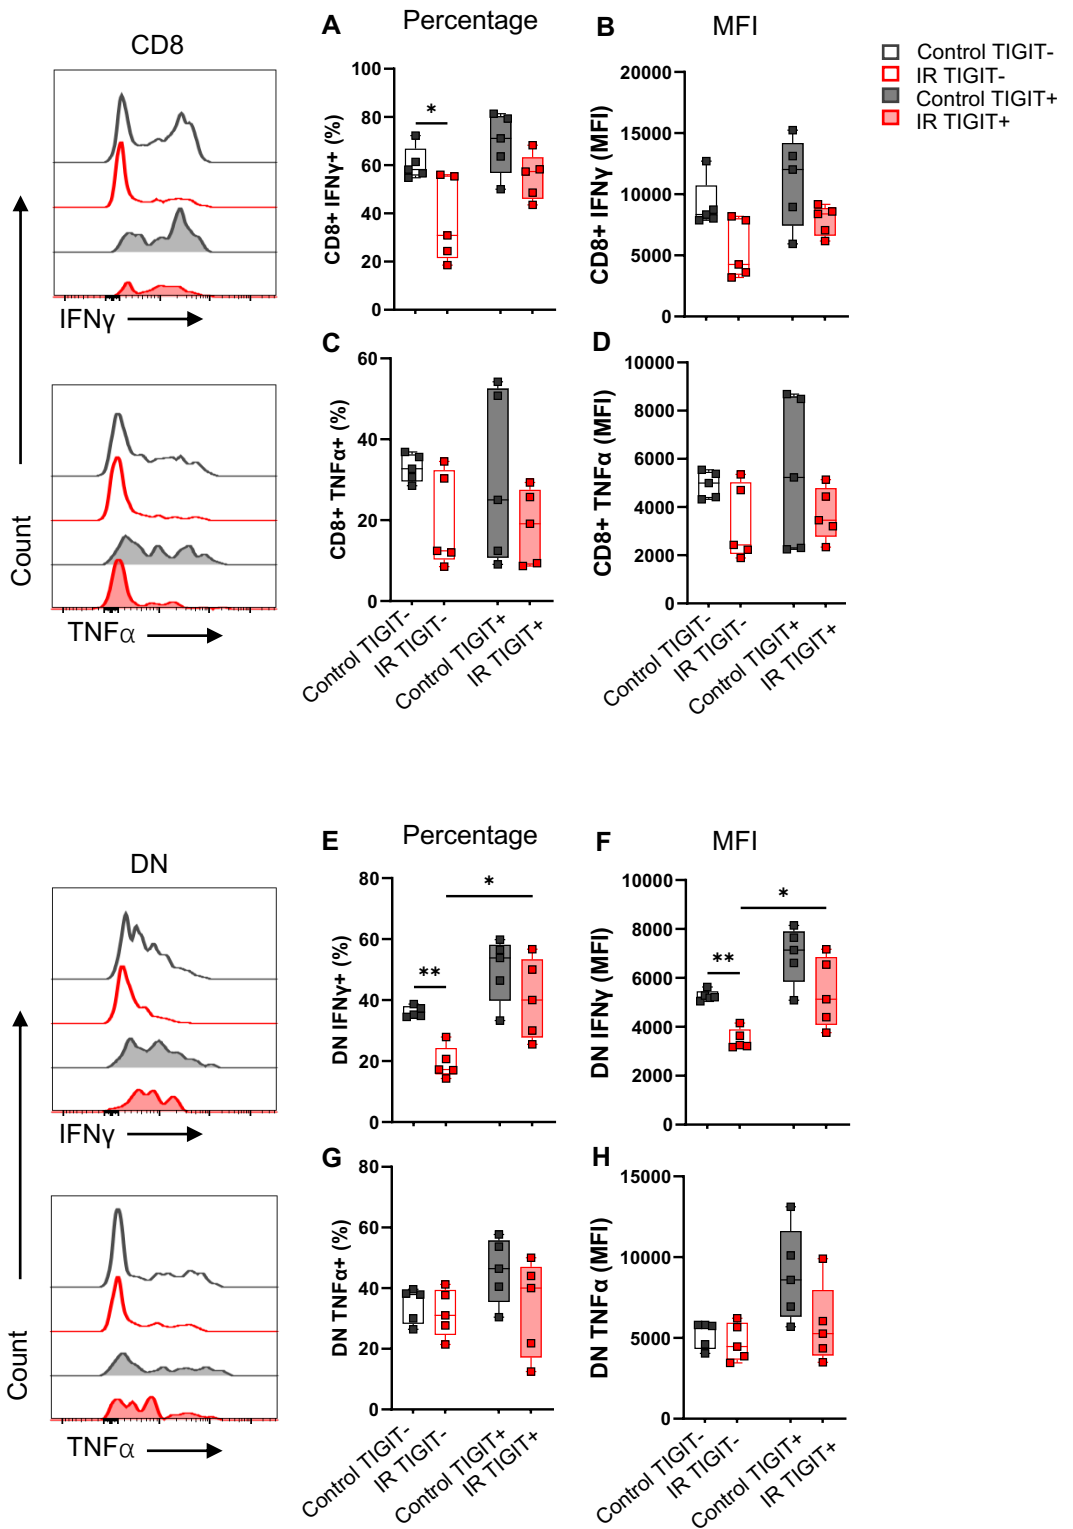 A Percentage B MFI
CD8
Control TIGIT-
IR TIGIT-
Control TIGIT+
IR TIGIT+
Count
IFNγ
TNFα
CD8+ IFNγ+ (%)
100
80
60
40
20
0
*
CD8+ IFNγ (MFI)
20000
15000
10000
5000
0
C
CD8+ TNFα+ (%)
60
40
20
0
Control TIGIT-
IR TIGIT-
Control TIGIT+
IR TIGIT+
D
CD8+ TNFα (MFI)
10000
8000
6000
4000
2000
0
Control TIGIT-
IR TIGIT-
Control TIGIT+
IR TIGIT+
E Percentage F MFI
DN
Count
IFNγ
TNFα
DN IFNγ+ (%)
80
60
40
20
0
**
*
DN IFNγ (MFI)
10000
8000
6000
4000
2000
0
**
*
G
DN TNFα+ (%)
80
60
40
20
0
Control TIGIT-
IR TIGIT-
Control TIGIT+
IR TIGIT+
H
DN TNFα (MFI)
15000
10000
5000
0
Control TIGIT-
IR TIGIT-
Control TIGIT+
IR TIGIT+